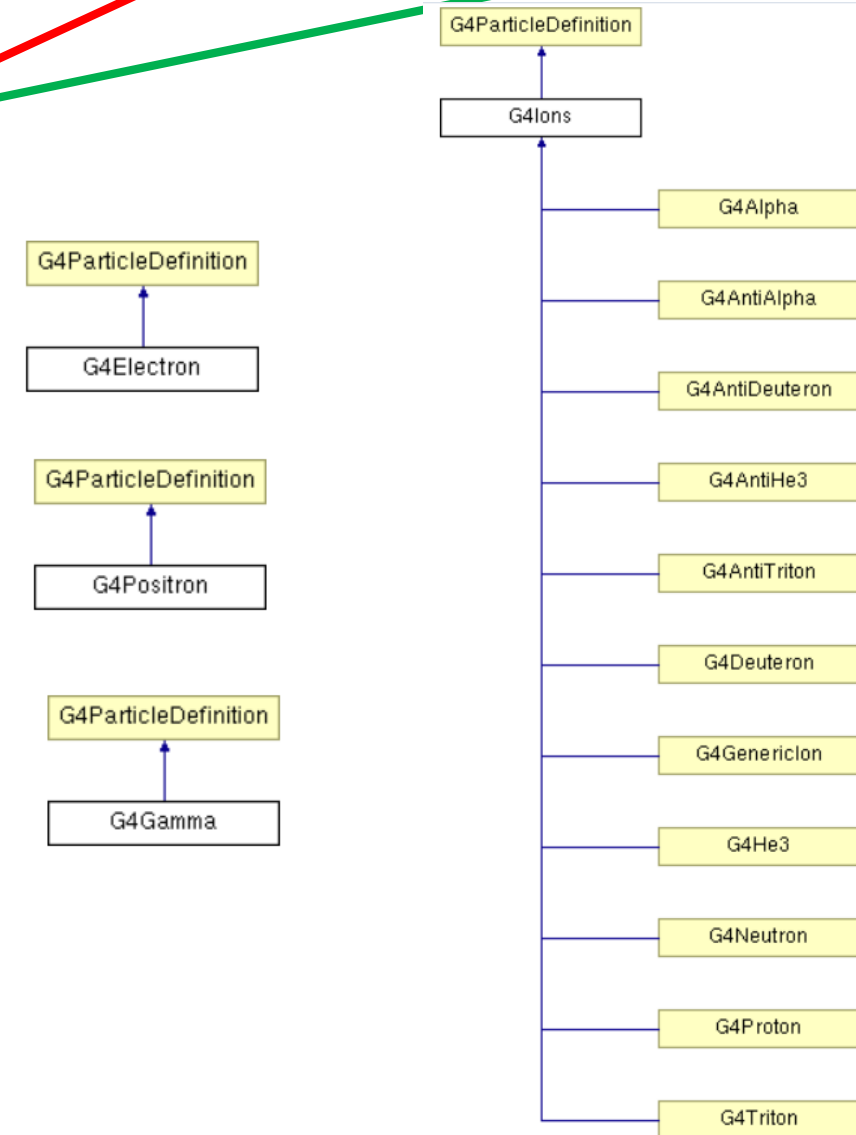 G4ParticleDefinition
G4Ions
G4Alpha
G4AntiAlpha
G4AntiDeuteron
G4AntiHe3
G4AntiTriton
G4Deuteron
G4GenericIon
G4He3
G4Neutron
G4Proton
G4Triton
G4ParticleDefinition
G4Electron
G4ParticleDefinition
G4Positron
G4ParticleDefinition
G4Gamma